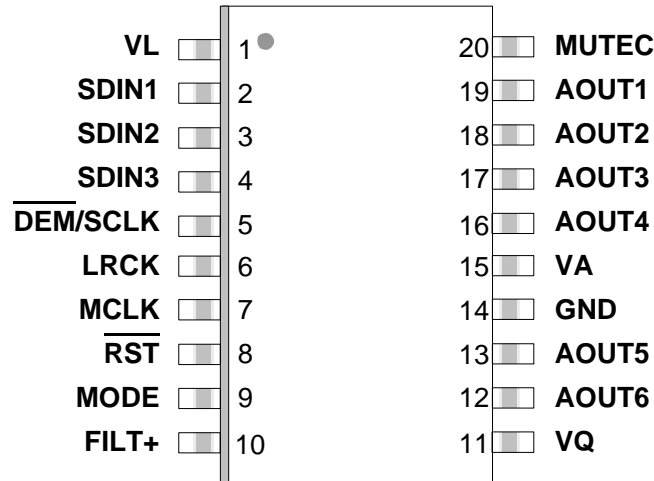 VL 1 20 MUTEC
SDIN1 2 19 AOUT1
SDIN2 3 18 AOUT2
SDIN3 4 17 AOUT3
DEM/SCLK 5 16 AOUT4
LRCK 6 15 VA
MCLK 7 14 GND
RST 8 13 AOUT5
MODE 9 12 AOUT6
FILT+ 10 11 VQ